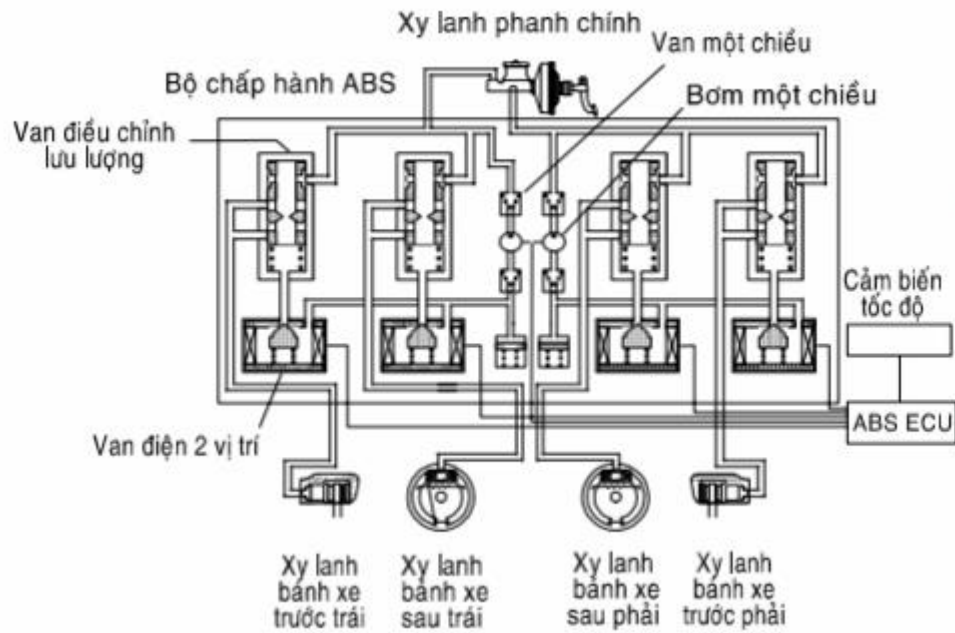 Xy lanh phanh chính
Van một chiều
Bộ chấp hành ABS
Bơm một chiều
Van điều chỉnh
lưu lượng
Cảm biến
tốc độ
ABS ECU
Van điện 2 vị trí
Xy lanh
bánh xe
trước trái
Xy lanh
bánh xe
sau trái
Xy lanh
bánh xe
sau phải
Xy lanh
bánh xe
trước phải